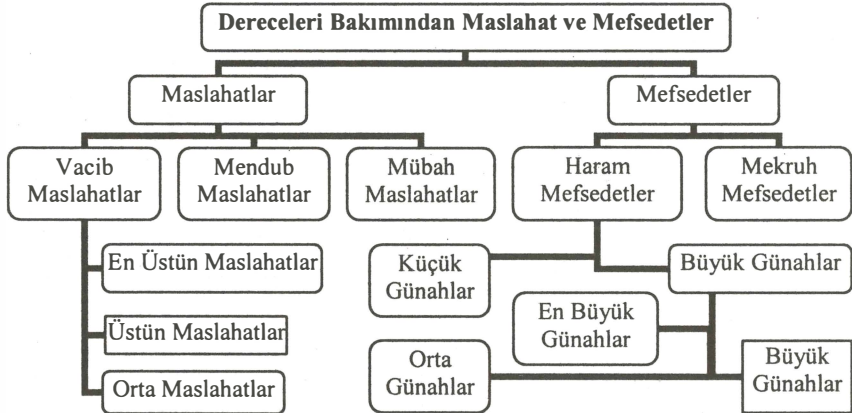 Dereceleri Bakımından Maslahat ve Mefsedetler
Maslahatlar
Mefsedetler
Vacib
Maslahatlar
Mendub
Maslahatlar
Mübah
Maslahatlar
Haram
Mefsedetler
Mekruh
Mefsedetler
En Üstün Maslahatlar
Üstün Maslahatlar
Orta Maslahatlar
Küçük
Günahlar
Büyük Günahlar
En Büyük
Günahlar
Orta
Günahlar
Büyük
Günahlar